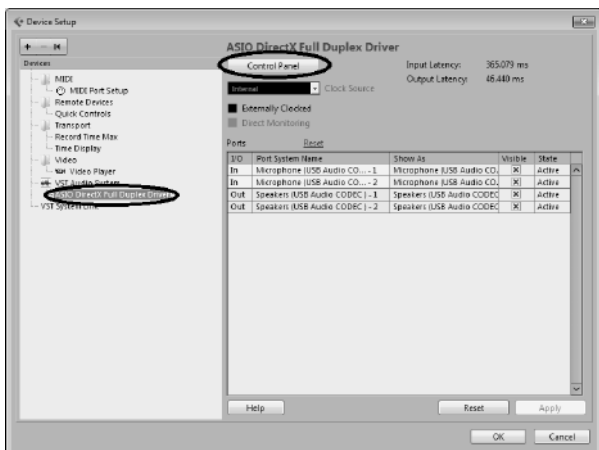 Device Setup
+ - |◄
Devices
MIDI
MIDI Port Setup
Remote Devices
Quick Controls
Transport
Record Time Max
Time Display
Video
Video Player
VST Audio System
ASIO DirectX Full Duplex Driver
VST System Link
ASIO DirectX Full Duplex Driver
Control Panel
Input Latency: 365.079 ms
Output Latency: 46.440 ms
Internal Clock Source
Externally Clocked
Direct Monitoring
Ports Reset
I/O Port System Name Show As Visible State
In Microphone (USB Audio CO... - 1 Microphone (USB Audio CO. X Active
In Microphone (USB Audio CO... - 2 Microphone (USB Audio CO. X Active
Out Speakers (USB Audio CODEC ) - 1 Speakers (USB Audio CODEC X Active
Out Speakers (USB Audio CODEC ) - 2 Speakers (USB Audio CODEC X Active
Help Reset Apply
OK Cancel